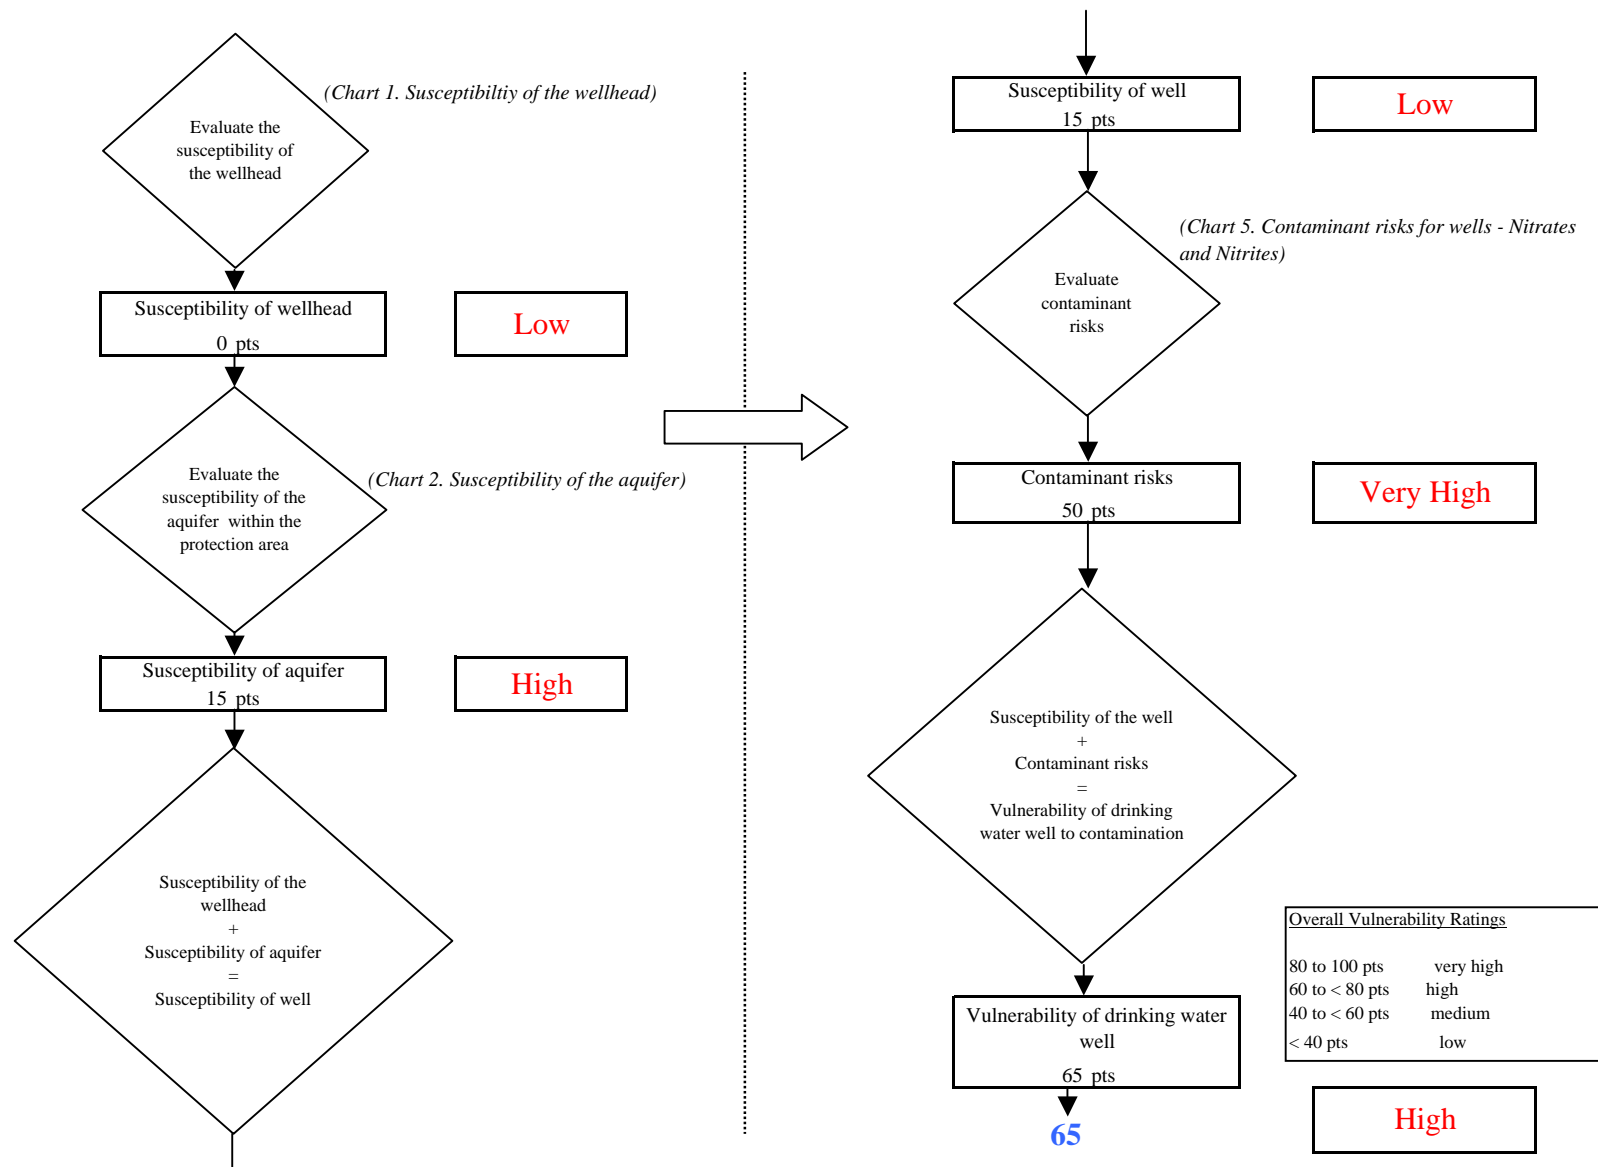 (Chart 1. Susceptibiltiy of the wellhead)
Evaluate the
susceptibility of
the wellhead
Susceptibility of wellhead
0 pts
Low
Evaluate the
susceptibility of the
aquifer within the
protection area
(Chart 2. Susceptibility of the aquifer)
Susceptibility of aquifer
15 pts
High
Susceptibility of the
wellhead
+
Susceptibility of aquifer
=
Susceptibility of well
Susceptibility of well
15 pts
Low
(Chart 5. Contaminant risks for wells - Nitrates
and Nitrites)
Evaluate
contaminant
risks
Contaminant risks
50 pts
Very High
Susceptibility of the well
+
Contaminant risks
=
Vulnerability of drinking
water well to contamination
Overall Vulnerability Ratings
80 to 100 pts very high
60 to < 80 pts high
40 to < 60 pts medium
< 40 pts low
Vulnerability of drinking water
well
65 pts
65
High